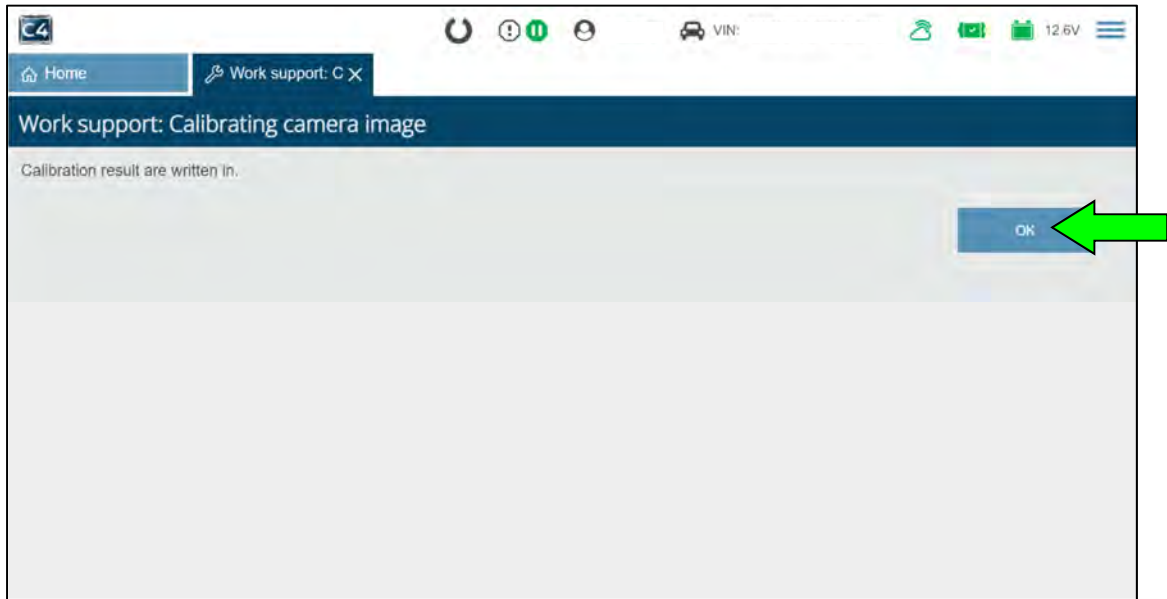 C4
VIN:
12.6V
Home
Work support: C
Work support: Calibrating camera image
Calibration result are written in.
OK